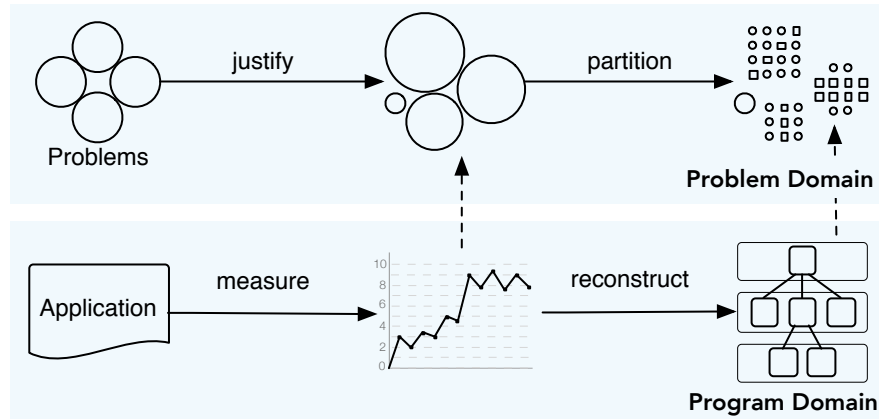 justify
partition
Problems
Problem Domain
Application
measure
10
8
6
4
2
0
reconstruct
Program Domain